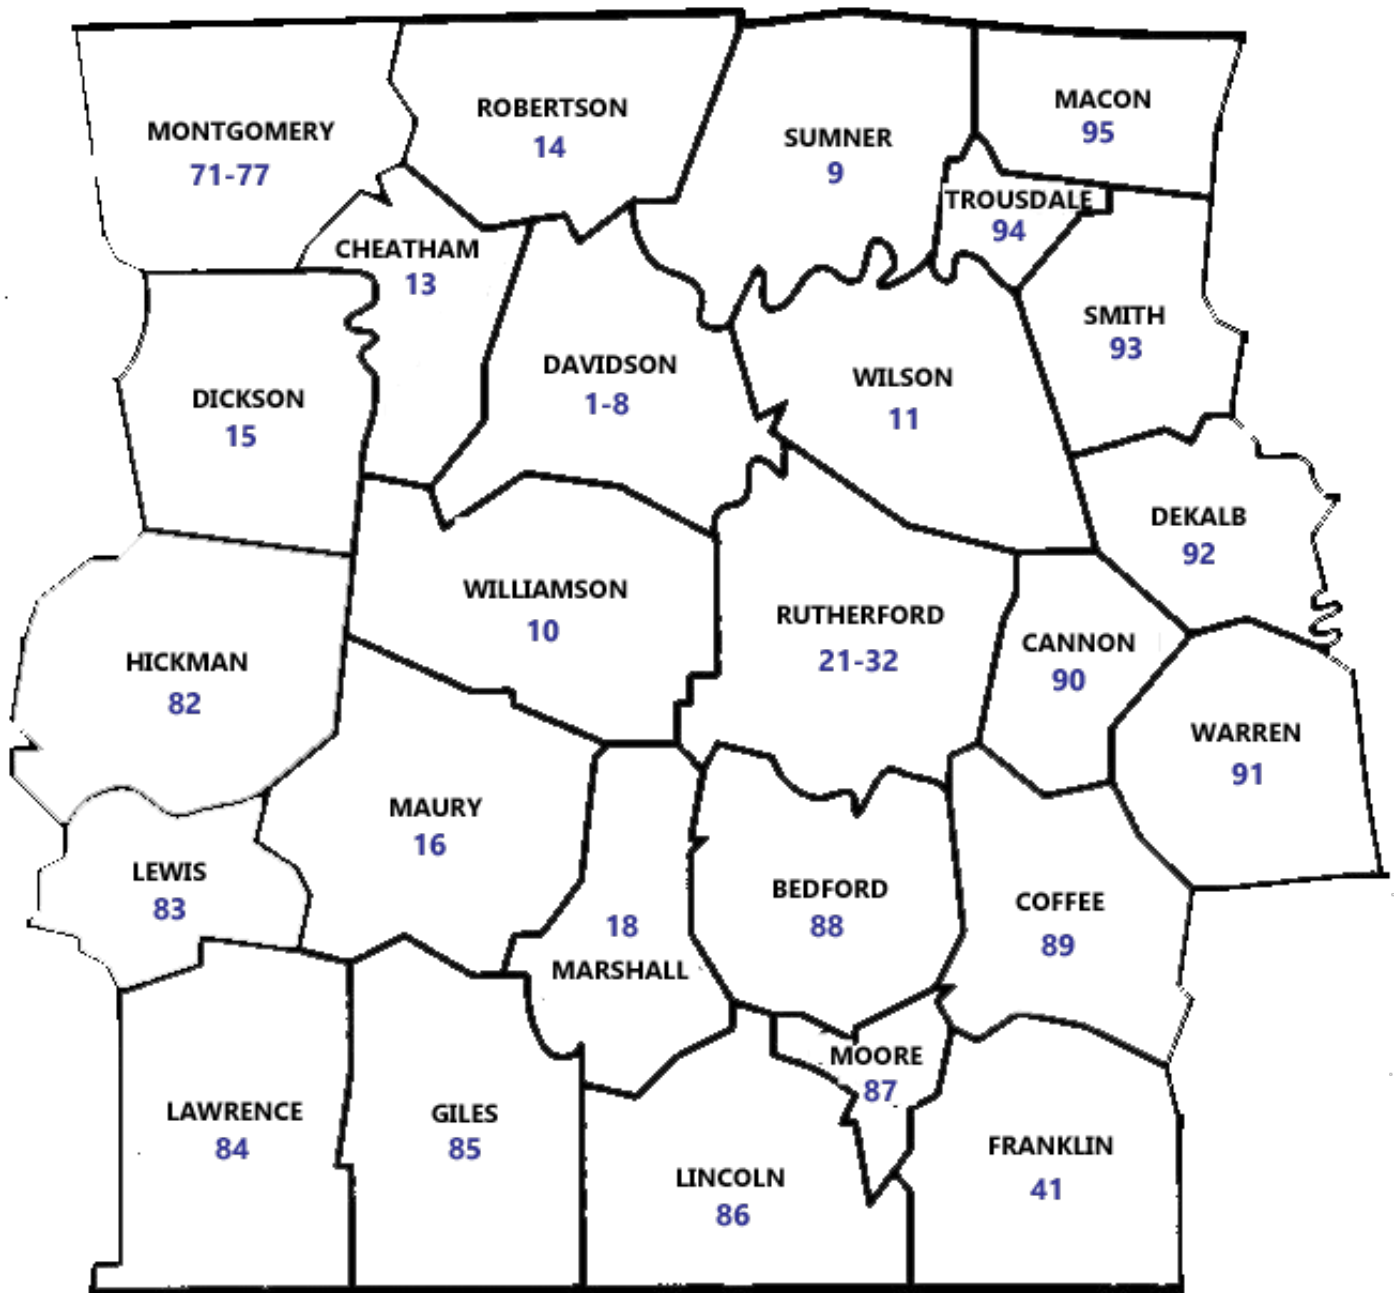 MONTGOMERY
71-77
ROBERTSON
14
SUMNER
9
MACON
95
TROUSDALE
94
CHEATHAM
13
SMITH
93
DAVIDSON
1-8
WILSON
11
DICKSON
15
DEKALB
92
WILLIAMSON
10
RUTHERFORD
21-32
CANNON
90
HICKMAN
82
WARREN
91
MAURY
16
LEWIS
83
18
MARSHALL
BEDFORD
88
COFFEE
89
MOORE
87
LAWRENCE
84
GILES
85
LINCOLN
86
FRANKLIN
41